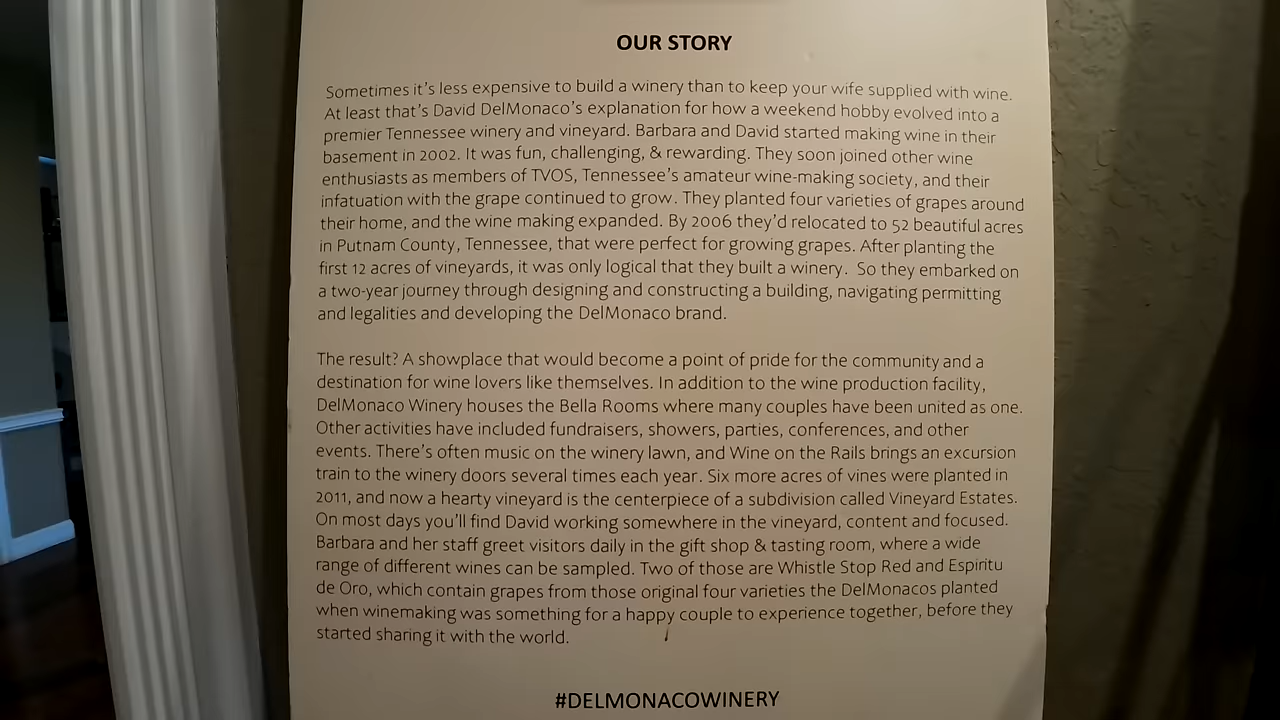 OUR STORY
Sometimes it's less expensive to build a winery than to keep your wife supplied with wine.
At least that's David DelMonaco's explanation for how a weekend hobby evolved into a
premier Tennessee winery and vineyard. Barbara and David started making wine in their
basement in 2002. It was fun, challenging, & rewarding. They soon joined other wine
enthusiasts as members of TVOS, Tennessee's amateur wine-making society, and their
infatuation with the grape continued to grow. They planted four varieties of grapes around
their home, and the wine making expanded. By 2006 they'd relocated to 52 beautiful acres
in Putnam County, Tennessee, that were perfect for growing grapes. After planting the
first 12 acres of vineyards, it was only logical that they built a winery. So they embarked on
a two-year journey through designing and constructing a building, navigating permitting
and legalities and developing the DelMonaco brand.
The result? A showplace that would become a point of pride for the community and a
destination for wine lovers like themselves. In addition to the wine production facility,
DelMonaco Winery houses the Bella Rooms where many couples have been united as one.
Other activities have included fundraisers, showers, parties, conferences, and other
events. There's often music on the winery lawn, and Wine on the Rails brings an excursion
train to the winery doors several times each year. Six more acres of vines were planted in
2011, and now a hearty vineyard is the centerpiece of a subdivision called Vineyard Estates.
On most days you'll find David working somewhere in the vineyard, content and focused.
Barbara and her staff greet visitors daily in the gift shop & tasting room, where a wide
range of different wines can be sampled. Two of those are Whistle Stop Red and Espiritu
de Oro, which contain grapes from those original four varieties the DelMonacos planted
when winemaking was something for a happy couple to experience together, before they
started sharing it with the world.
#DELMONACOWINERY